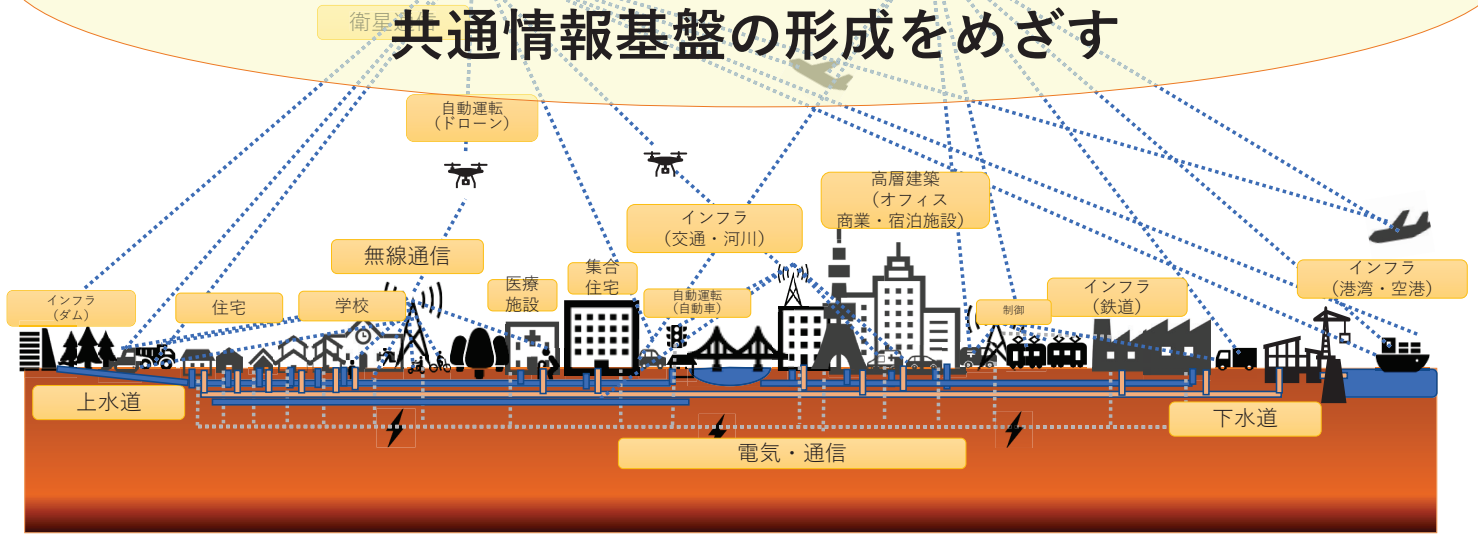 衛星通信
共通情報基盤の形成をめざす
自動運転
（ドローン）
高層建築
（オフィス
商業・宿泊施設）
インフラ
（交通・河川）
無線通信
集合
住宅
医療
施設
インフラ
（港湾・空港）
インフラ
（鉄道）
インフラ
（ダム）
住宅
学校
自動運転
（自動車）
制御
上水道
下水道
電気・通信